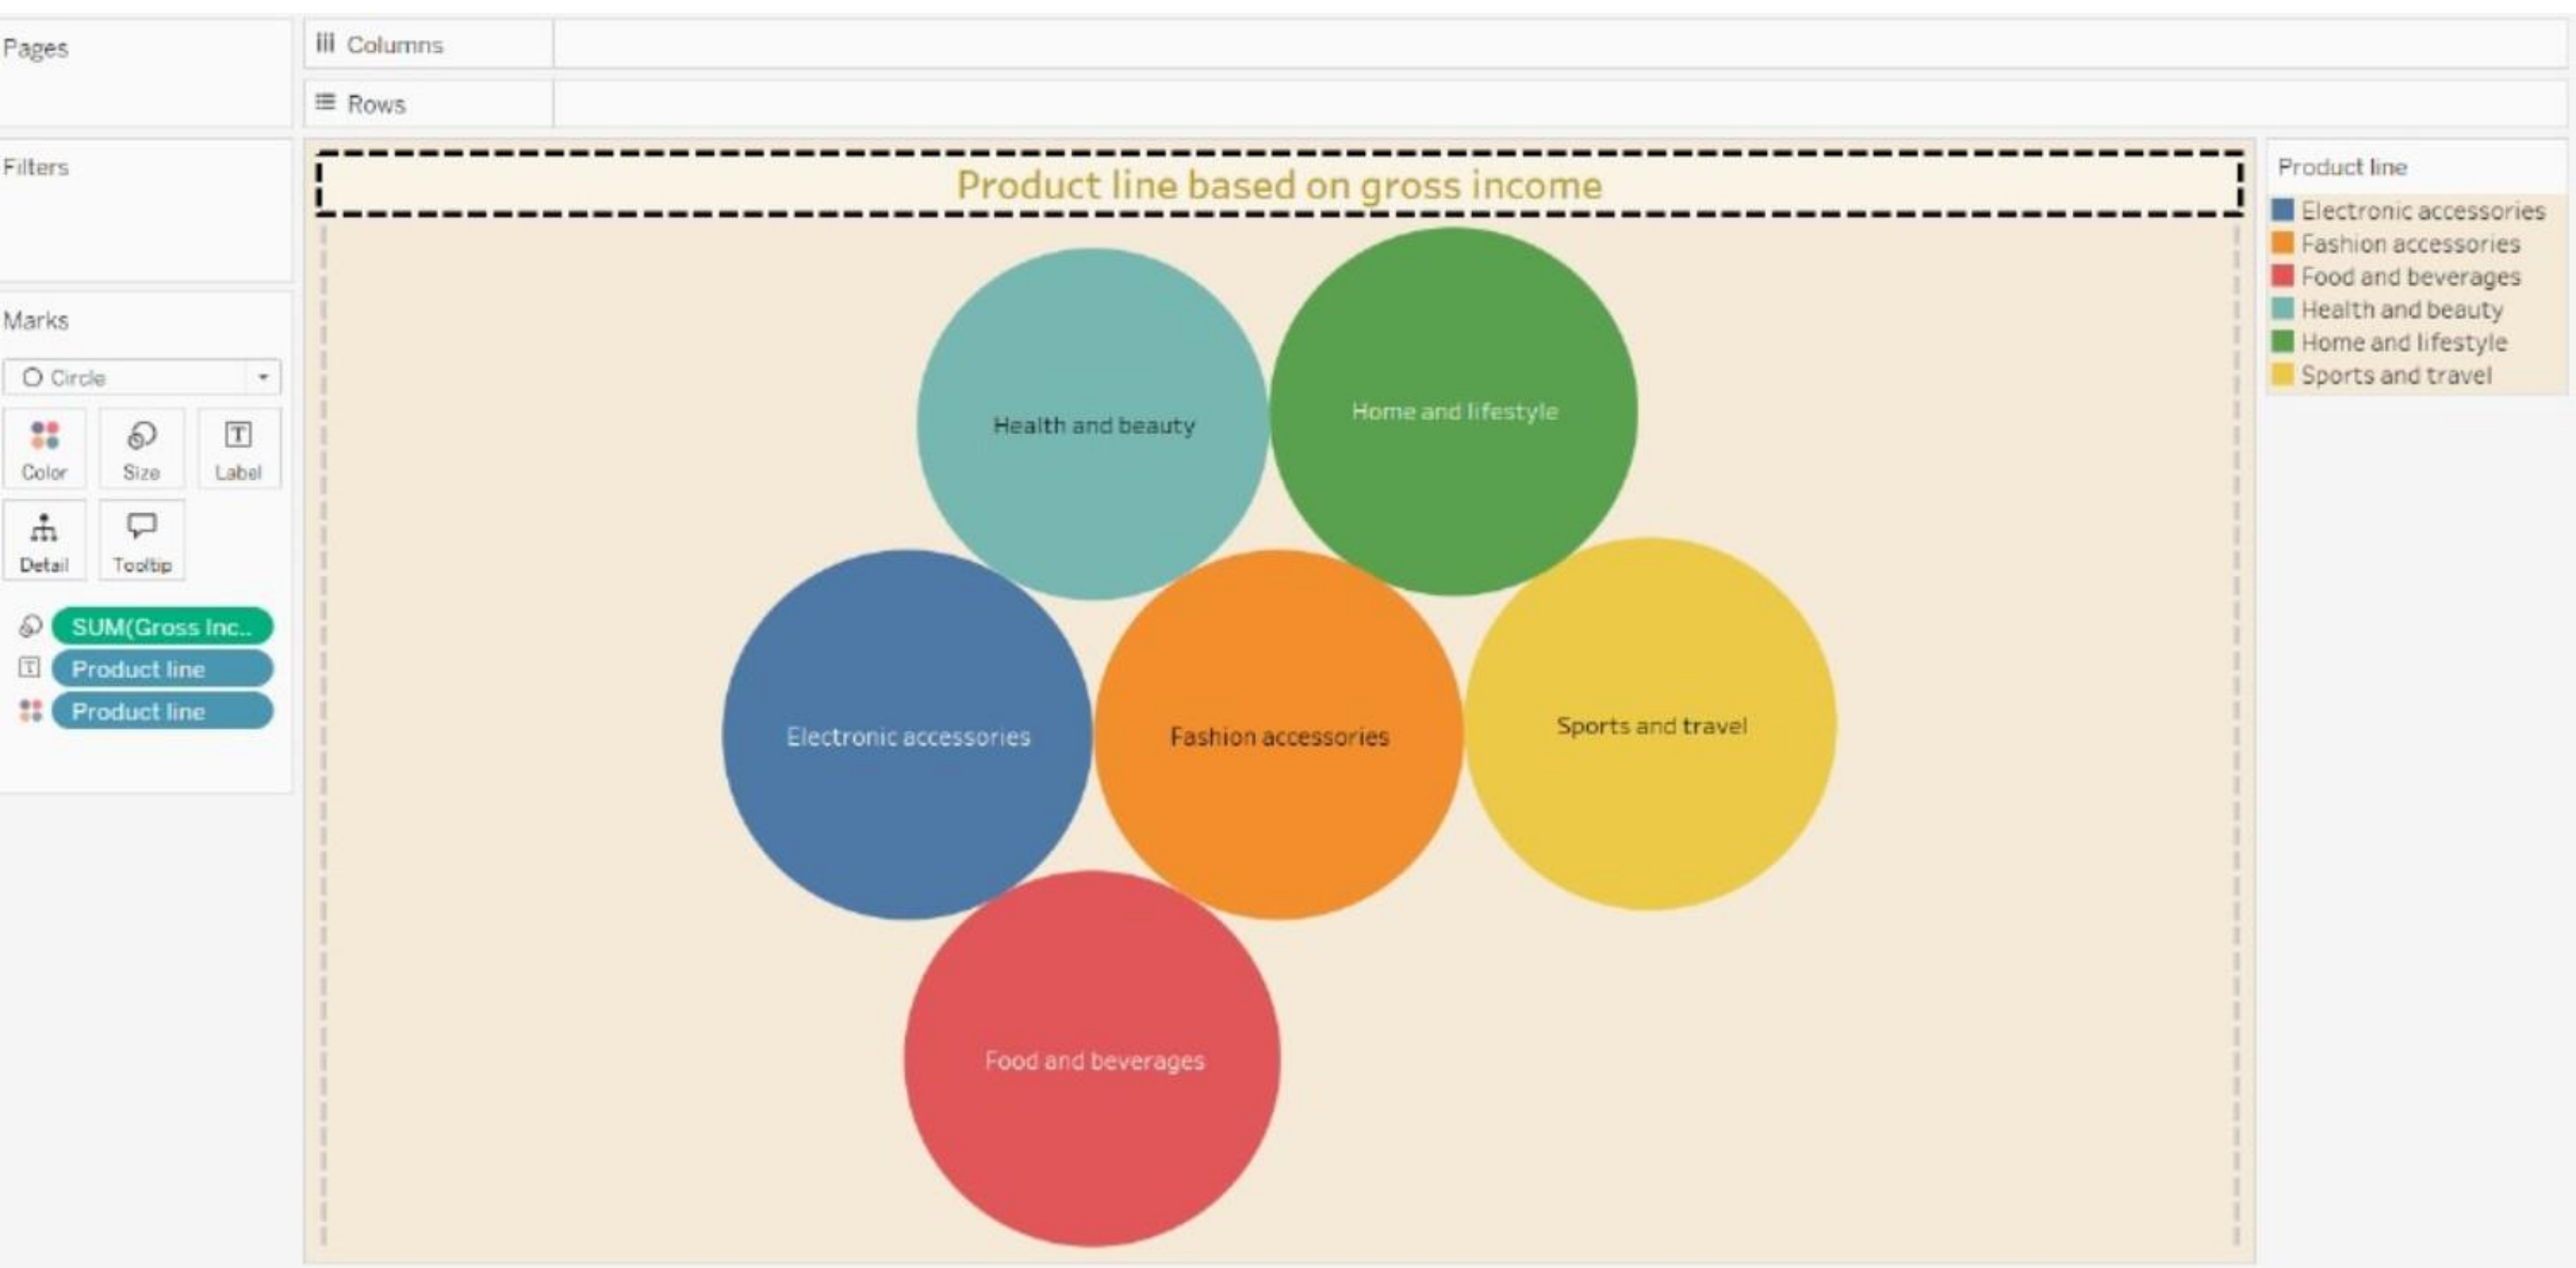 Pages
Columns
Rows
Filters
Product line based on gross income
Product line
Electronic accessories
Fashion accessories
Food and beverages
Health and beauty
Home and lifestyle
Sports and travel
Marks
Circle
Color Size Label
Detail Tooltip
SUM(Gross Inc..
Product line
Product line
Health and beauty
Home and lifestyle
Electronic accessories
Fashion accessories
Sports and travel
Food and beverages